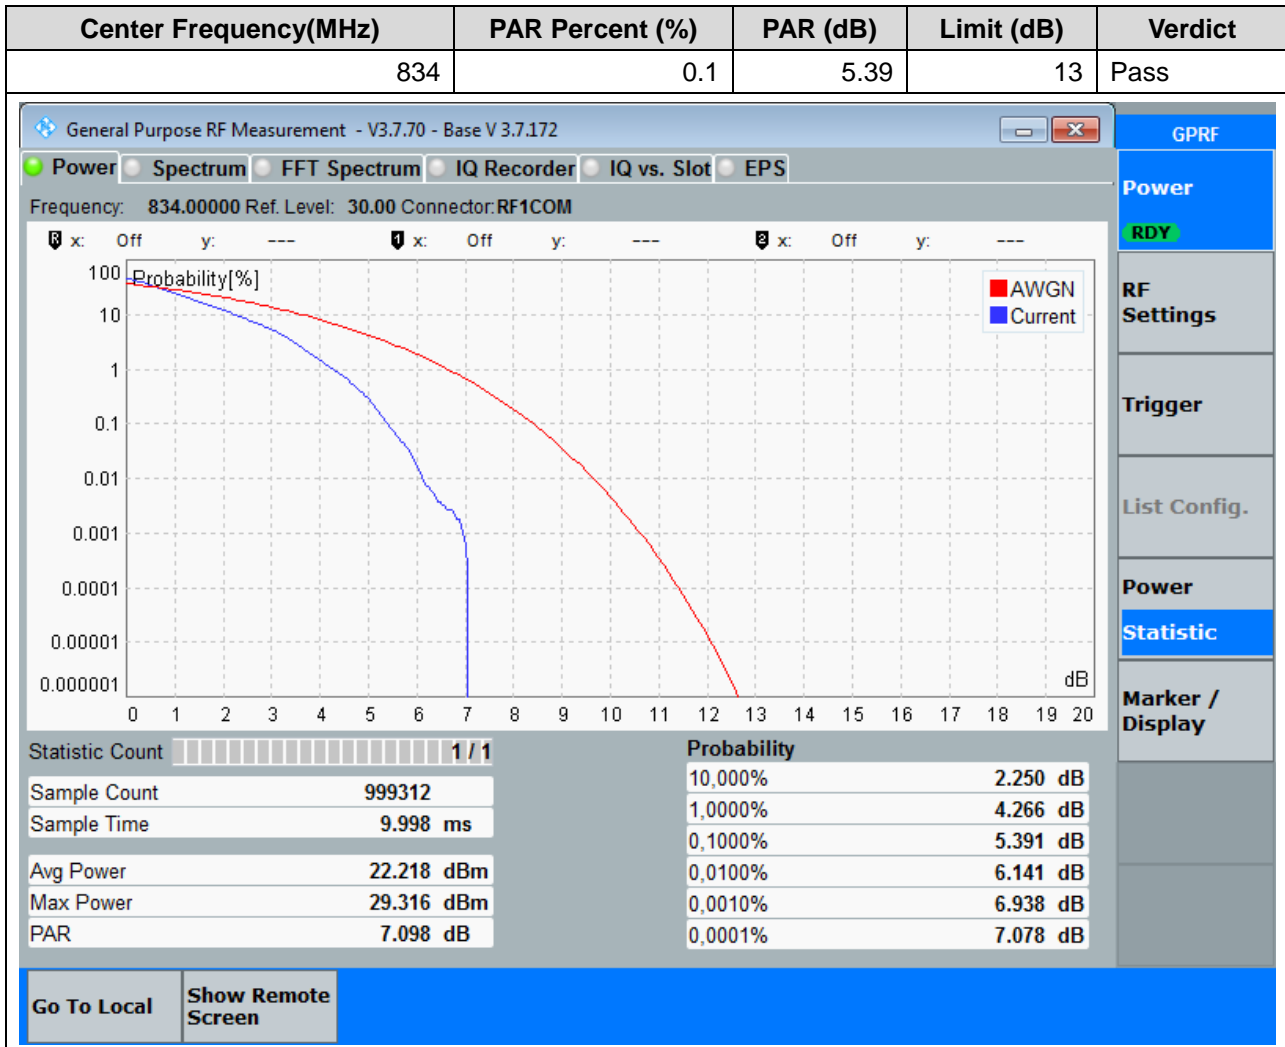 Center Frequency(MHz) PAR Percent (%) PAR (dB) Limit (dB) Verdict
834 0.1 5.39 13 Pass
General Purpose RF Measurement - V3.7.70 - Base V 3.7.172
GPRF
Power Spectrum FFT Spectrum IQ Recorder IQ vs. Slot EPS
Power
RDY
Frequency: 834.00000 Ref. Level: 30.00 Connector: RF1COM
R x: Off y: --- 1 x: Off y: --- 2 x: Off y: ---
Probability[%]
AWGN
Current
100
10
1
0.1
0.01
0.001
0.0001
0.00001
0.000001
dB
0 1 2 3 4 5 6 7 8 9 10 11 12 13 14 15 16 17 18 19 20
RF
Settings
Trigger
List Config.
Power
Statistic
Marker /
Display
Statistic Count 1 / 1
Sample Count 999312
Sample Time 9.998 ms
Avg Power 22.218 dBm
Max Power 29.316 dBm
PAR 7.098 dB
Probability
10,000% 2.250 dB
1,0000% 4.266 dB
0,1000% 5.391 dB
0,0100% 6.141 dB
0,0010% 6.938 dB
0,0001% 7.078 dB
Go To Local
Show Remote
Screen